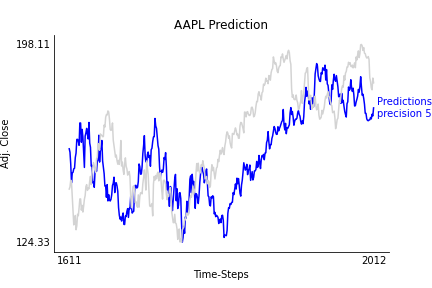 AAPL Prediction
198.11
Adj. Close
Predictions
precision 5
124.33
1611
2012
Time-Steps